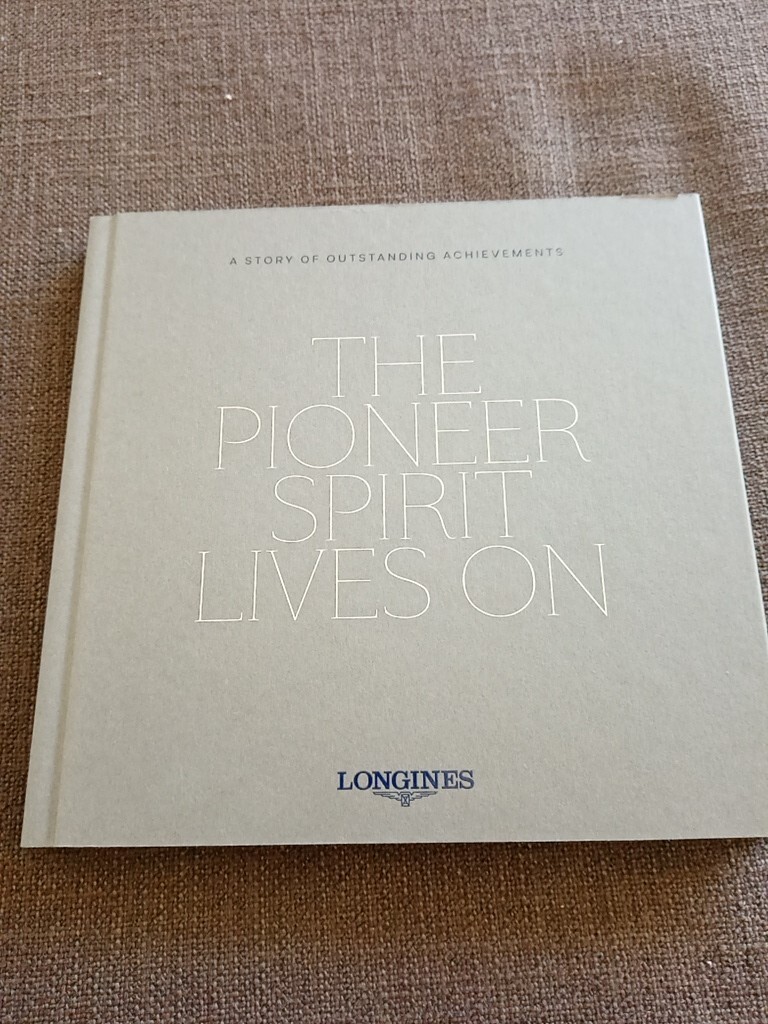 A STORY OF OUTSTANDING ACHIEVEMENTS
THE
PIONEER
SPIRIT
LIVES ON
LONGINES